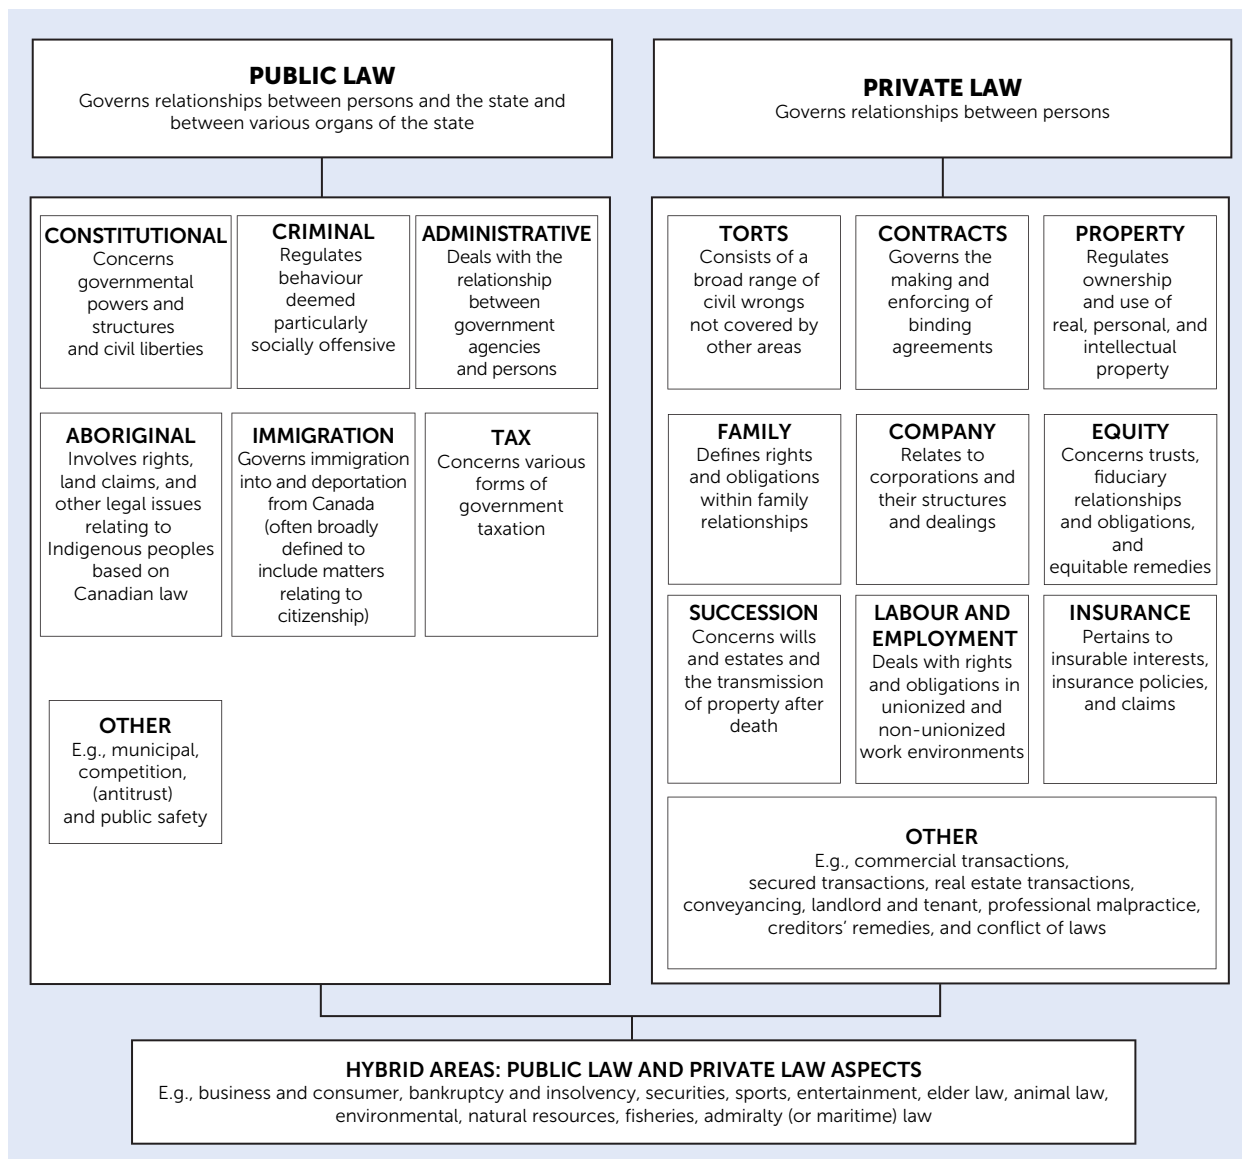 PUBLIC LAW
Governs relationships between persons and the state and
between various organs of the state
PRIVATE LAW
Governs relationships between persons
CONSTITUTIONAL
Concerns
governmental
powers and
structures
and civil liberties
CRIMINAL
Regulates
behaviour
deemed
particularly
socially offensive
ADMINISTRATIVE
Deals with the
relationship
between
government
agencies
and persons
ABORIGINAL
Involves rights,
land claims, and
other legal issues
relating to
Indigenous peoples
based on
Canadian law
IMMIGRATION
Governs immigration
into and deportation
from Canada
(often broadly
defined to
include matters
relating to
citizenship)
TAX
Concerns various
forms of
government
taxation
OTHER
E.g., municipal,
competition,
(antitrust)
and public safety
TORTS
Consists of a
broad range of
civil wrongs
not covered by
other areas
CONTRACTS
Governs the
making and
enforcing of
binding
agreements
PROPERTY
Regulates
ownership
and use of
real, personal, and
intellectual
property
FAMILY
Defines rights
and obligations
within family
relationships
COMPANY
Relates to
corporations and
their structures
and dealings
EQUITY
Concerns trusts,
fiduciary
relationships
and obligations,
and
equitable remedies
SUCCESSION
Concerns wills
and estates and
the transmission
of property after
death
LABOUR AND
EMPLOYMENT
Deals with rights
and obligations in
unionized and
non-unionized
work environments
INSURANCE
Pertains to
insurable interests,
insurance policies,
and claims
OTHER
E.g., commercial transactions,
secured transactions, real estate transactions,
conveyancing, landlord and tenant, professional malpractice,
creditors’ remedies, and conflict of laws
HYBRID AREAS: PUBLIC LAW AND PRIVATE LAW ASPECTS
E.g., business and consumer, bankruptcy and insolvency, securities, sports, entertainment, elder law, animal law,
environmental, natural resources, fisheries, admiralty (or maritime) law